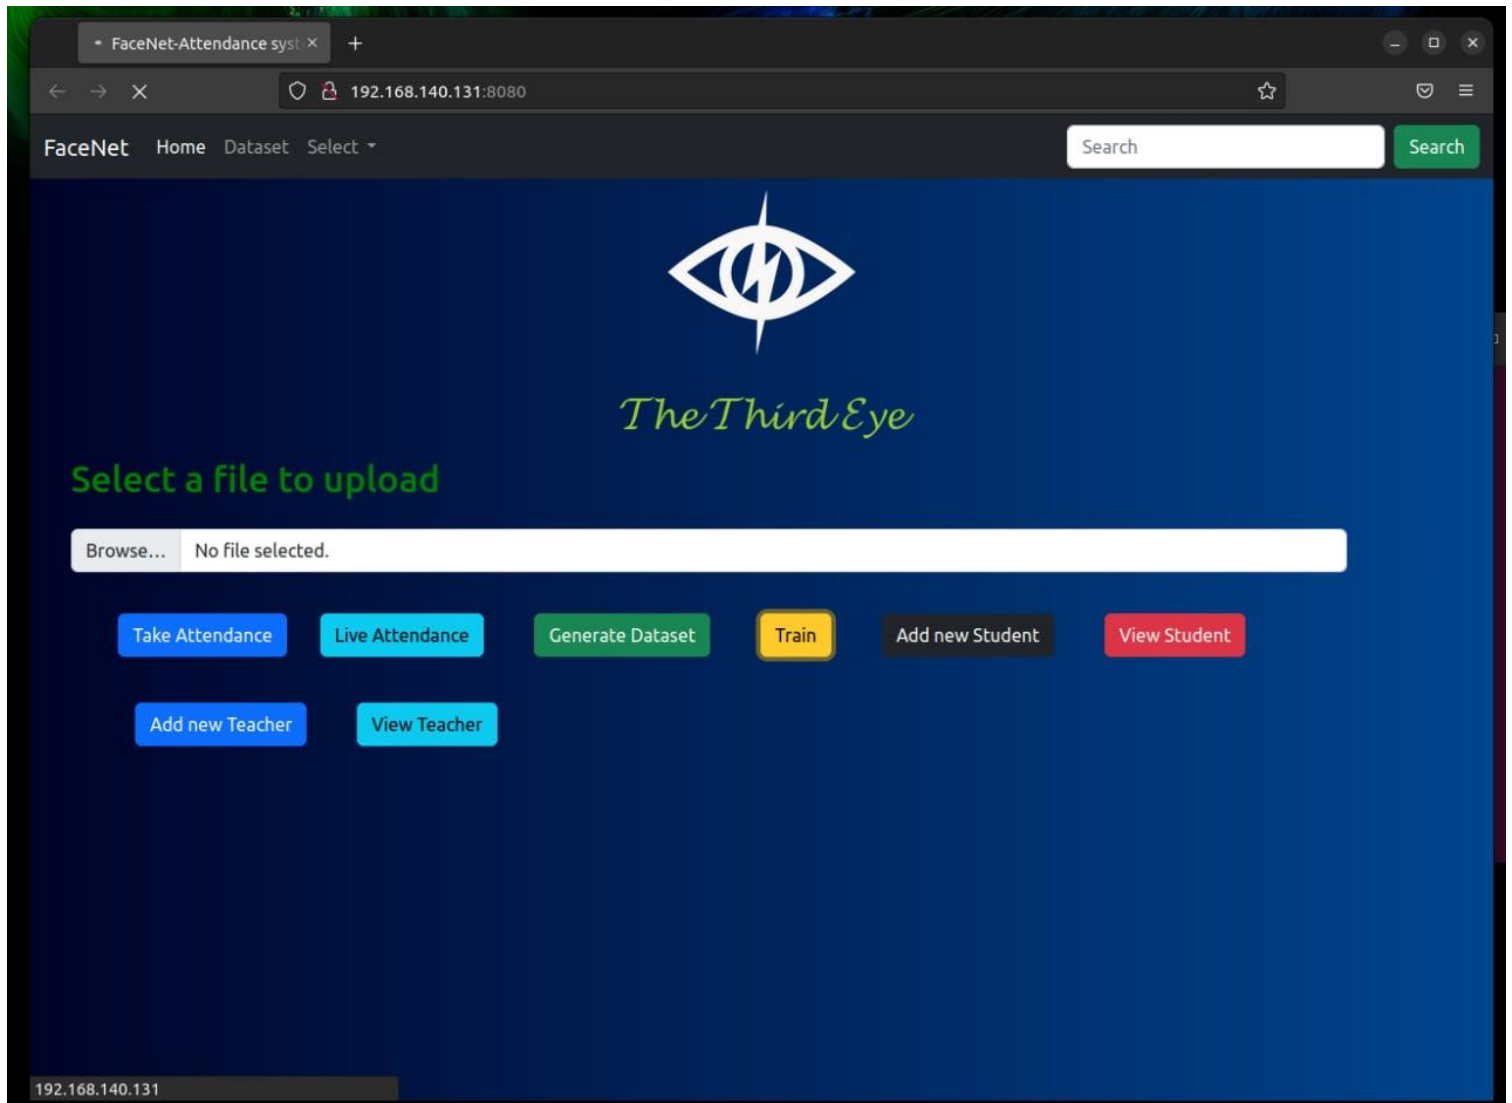 FaceNet-Attendance syst
192.168.140.131:8080
FaceNet Home Dataset Select Search Search
The Third Eye
Select a file to upload
Browse... No file selected.
Take Attendance Live Attendance Generate Dataset Train Add new Student View Student
Add new Teacher View Teacher
192.168.140.131